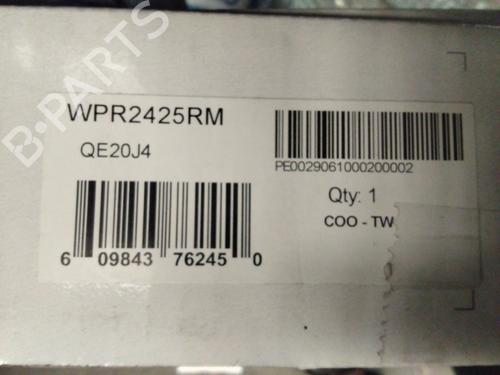 B-PARTS
WPR2425RM
QE20J4
PE0029061000200002
Qty: 1
COO - TW
6 09843 76245 0